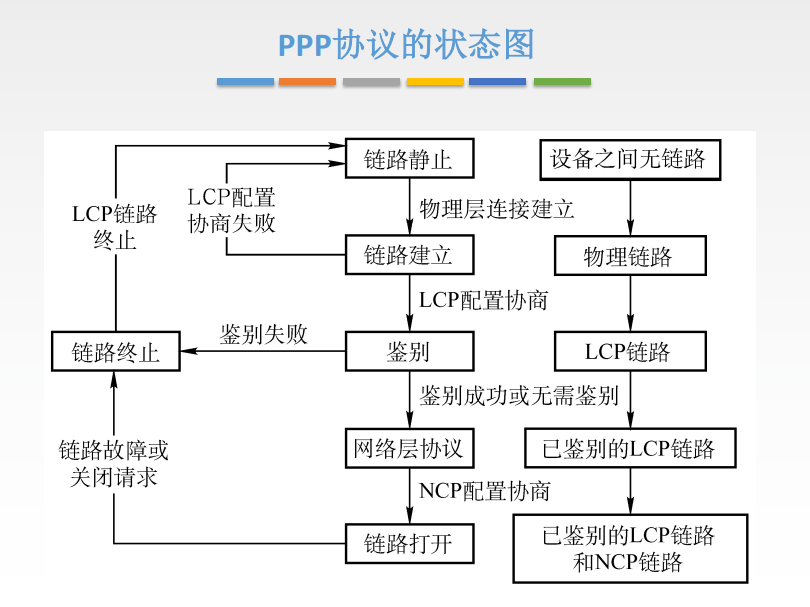 PPP协议的状态图
链路静止
设备之间无链路
LCP配置
协商失败
LCP链路
终止
物理层连接建立
链路建立
物理链路
LCP配置协商
鉴别失败
链路终止
鉴别
LCP链路
鉴别成功或无需鉴别
网络层协议
已鉴别的LCP链路
链路故障或
关闭请求
NCP配置协商
链路打开
已鉴别的LCP链路
和NCP链路